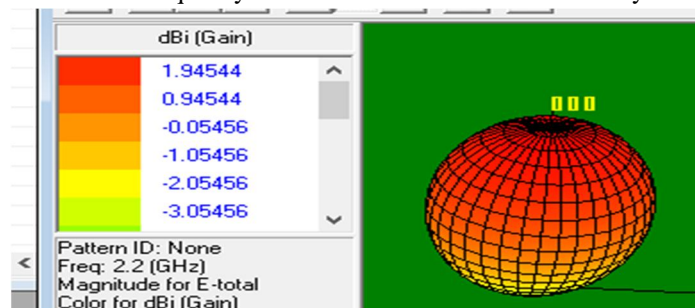 dBi (Gain)
1.94544
0.94544
-0.05456
-1.05456
-2.05456
-3.05456
Pattern ID: None
Freq: 2.2 (GHz)
Magnitude for E-total
Color for dBi (Gain)
000